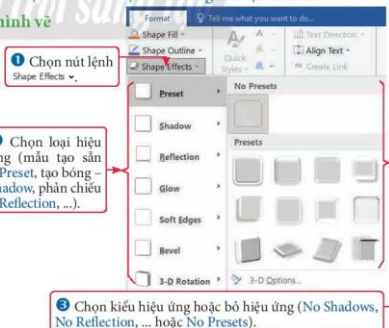 hình vẽ
Format Tell me what you want to do...
Shape Fill
Shape Outline
Shape Effects
Quick Styles
Text Direction
Align Text
Create Link
❶ Chọn nút lệnh
Shape Effects
Chọn loại hiệu
(mẫu tạo sẵn
Preset, tạo bóng –
phản chiếu
Reflection, ...).
Preset
Shadow
Reflection
Glow
Soft Edges
Bevel
3-D Rotation
No Presets
Presets
3-D Options...
❸ Chọn kiểu hiệu ứng hoặc bỏ hiệu ứng (No Shadows,
No Reflection, ... hoặc No Presets).